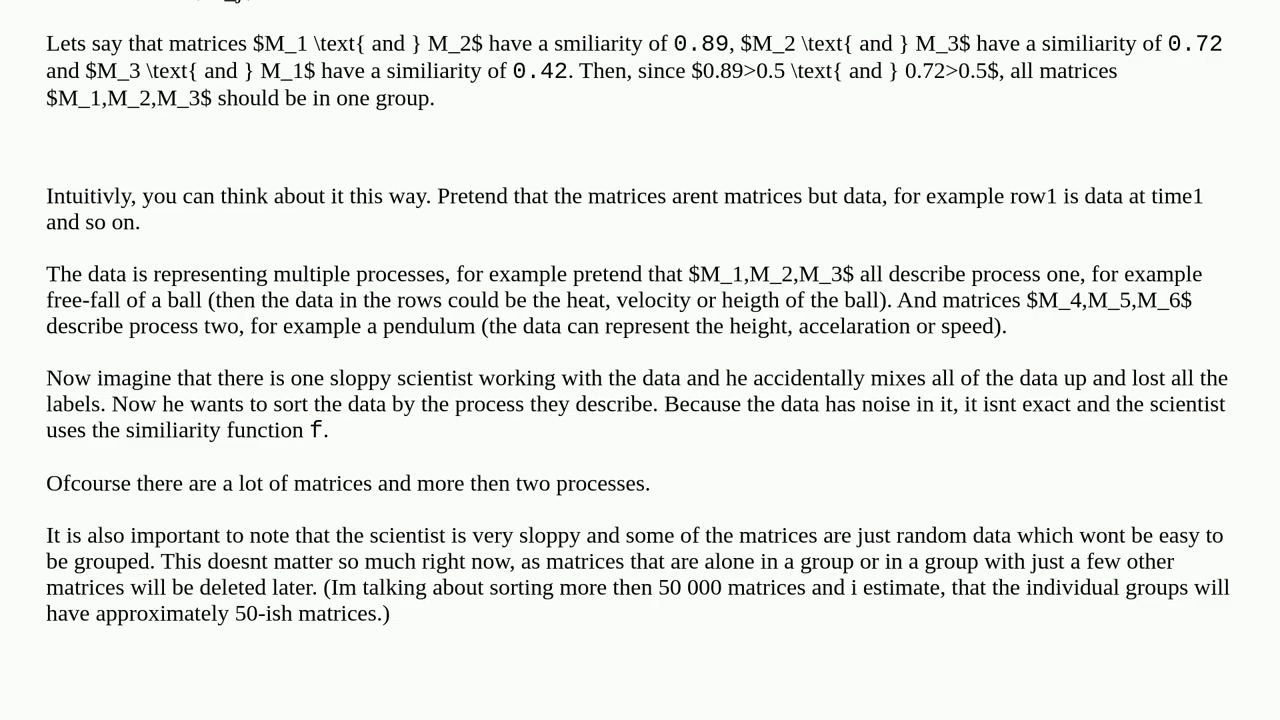 Lets say that matrices $M_1 \text{ and } M_2$ have a smiliarity of 0.89, $M_2 \text{ and } M_3$ have a similiarity of 0.72
and $M_3 \text{ and } M_1$ have a similiarity of 0.42. Then, since $0.89>0.5 \text{ and } 0.72>0.5$, all matrices
$M_1,M_2,M_3$ should be in one group.
Intuitivly, you can think about it this way. Pretend that the matrices arent matrices but data, for example row1 is data at time1
and so on.
The data is representing multiple processes, for example pretend that $M_1,M_2,M_3$ all describe process one, for example
free-fall of a ball (then the data in the rows could be the heat, velocity or heigth of the ball). And matrices $M_4,M_5,M_6$
describe process two, for example a pendulum (the data can represent the height, accelaration or speed).
Now imagine that there is one sloppy scientist working with the data and he accidentally mixes all of the data up and lost all the
labels. Now he wants to sort the data by the process they describe. Because the data has noise in it, it isnt exact and the scientist
uses the similiarity function f.
Ofcourse there are a lot of matrices and more then two processes.
It is also important to note that the scientist is very sloppy and some of the matrices are just random data which wont be easy to
be grouped. This doesnt matter so much right now, as matrices that are alone in a group or in a group with just a few other
matrices will be deleted later. (Im talking about sorting more then 50 000 matrices and i estimate, that the individual groups will
have approximately 50-ish matrices.)